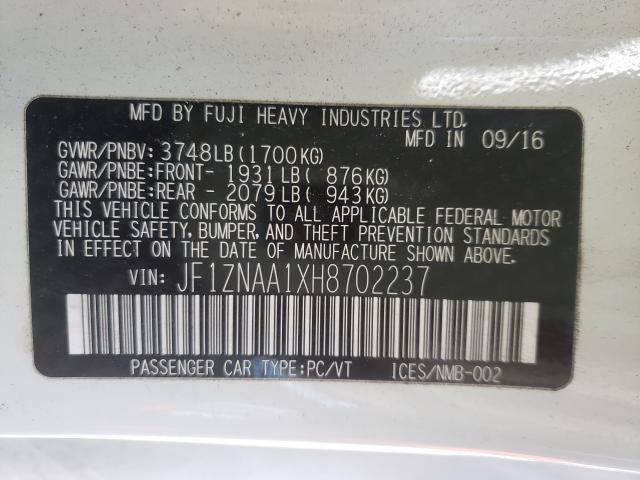 MFD BY FUJI HEAVY INDUSTRIES LTD.
MFD IN 09/16
GVWR/PNBV: 3748LB(1700KG)
GAWR/PNBE:FRONT- 1931LB( 876KG)
GAWR/PNBE:REAR - 2079LB( 943KG)
THIS VEHICLE CONFORMS TO ALL APPLICABLE FEDERAL MOTOR
VEHICLE SAFETY, BUMPER, AND THEFT PREVENTION STANDARDS
IN EFFECT ON THE DATE OF MANUFACTURE SHOWN ABOVE.
VIN: JF1ZNAA1XH8702237
PASSENGER CAR TYPE:PC/VT ICES/NMB-002